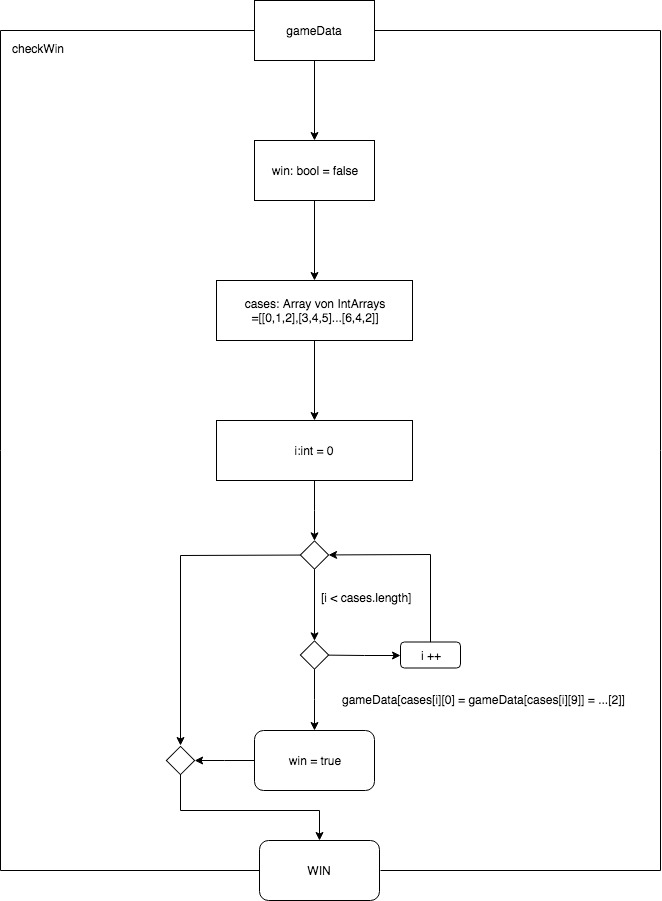 gameData
checkWin
win: bool = false
cases: Array von IntArrays
=[[0,1,2],[3,4,5]...[6,4,2]]
i:int = 0
[i < cases.length]
i ++
gameData[cases[i][0] = gameData[cases[i][9]] = ...[2]]
win = true
WIN